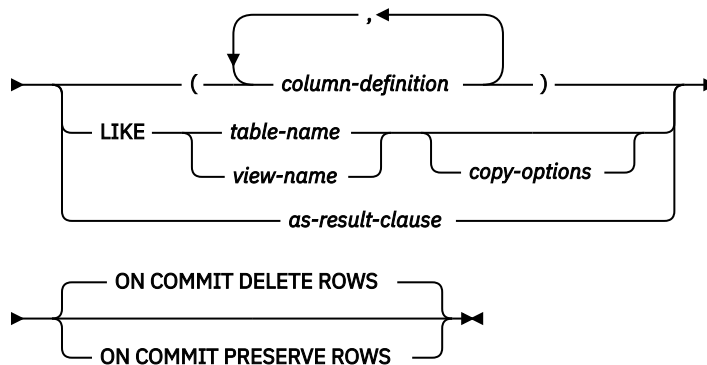 ,
( column-definition )
LIKE table-name
view-name copy-options
as-result-clause
ON COMMIT DELETE ROWS
ON COMMIT PRESERVE ROWS